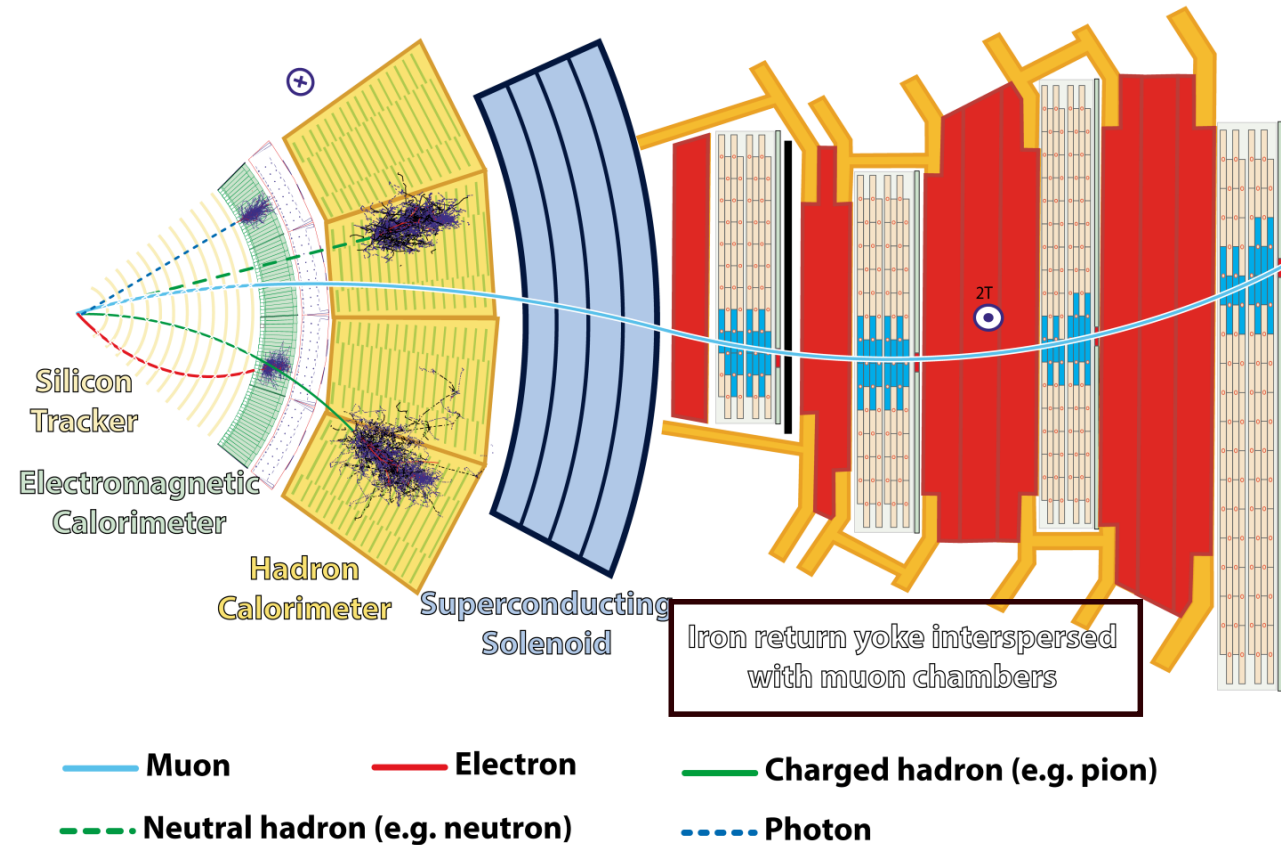 2T
Silicon
Tracker
Electromagnetic
Calorimeter
Hadron
Calorimeter
Superconducting
Solenoid
Iron return yoke interspersed
with muon chambers
Muon
Electron
Charged hadron (e.g. pion)
Neutral hadron (e.g. neutron)
Photon